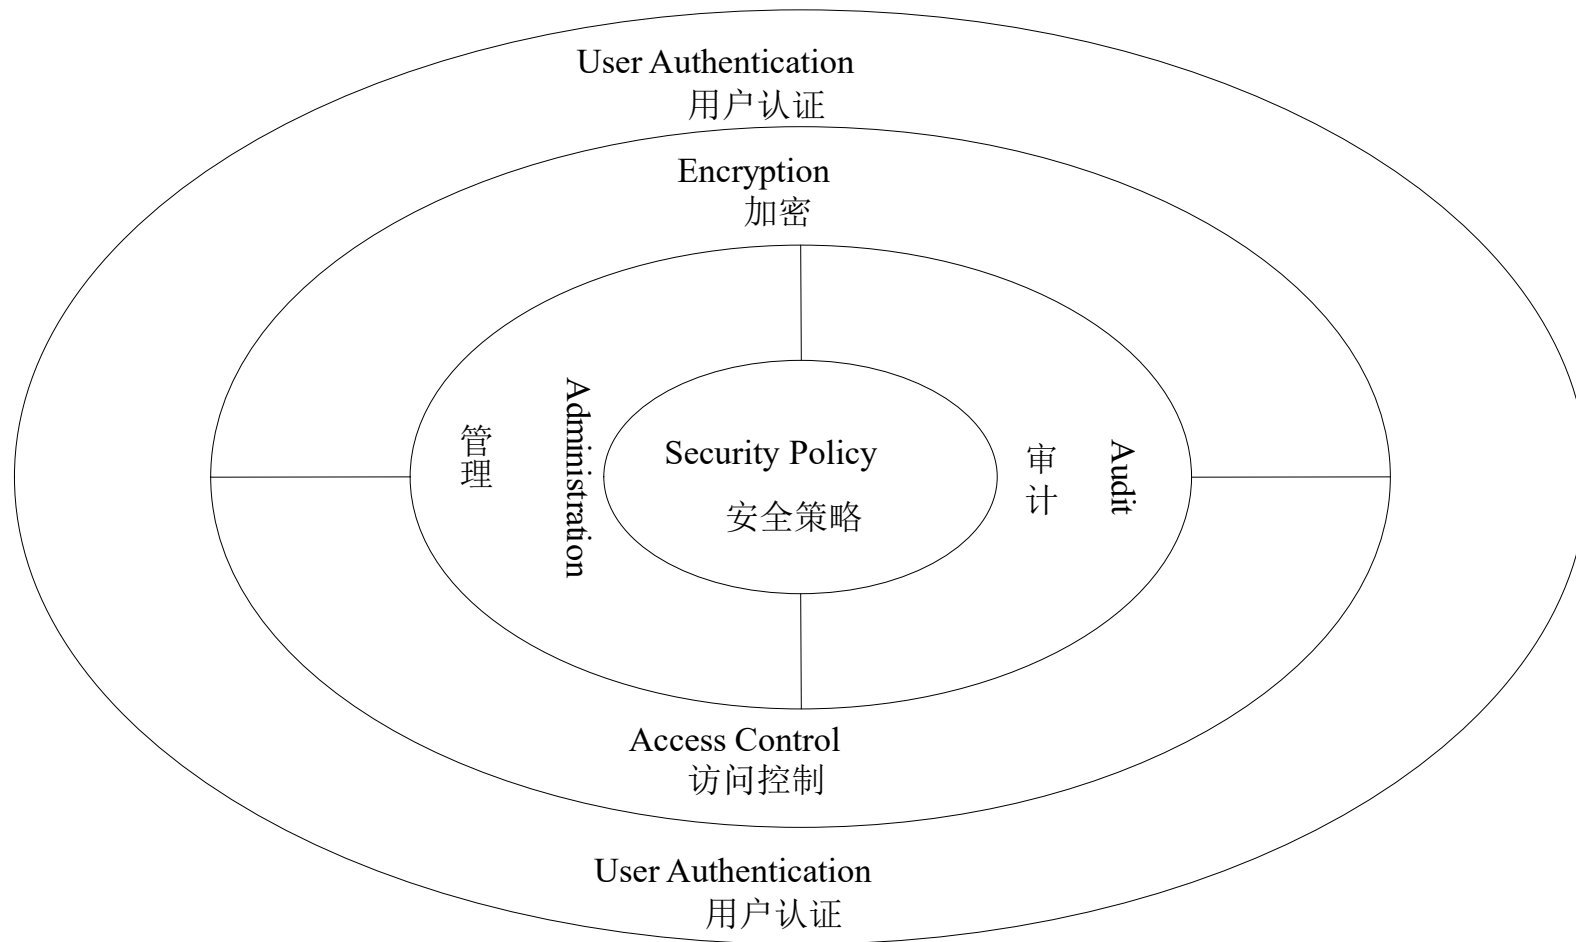 User Authentication
用户认证
Encryption
加密
管理
Administration
Security Policy
安全策略
审计
Audit
Access Control
访问控制
User Authentication
用户认证